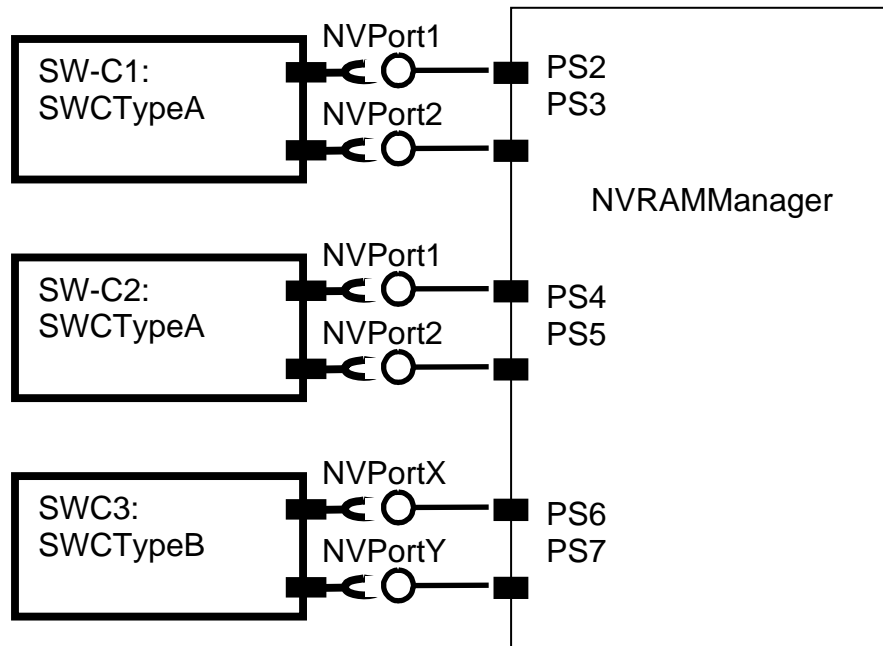 NVPort1
SW-C1:
SWCTypeA
PS2
PS3
NVPort2
NVRAMManager
NVPort1
SW-C2:
SWCTypeA
PS4
PS5
NVPort2
NVPortX
SWC3:
SWCTypeB
PS6
PS7
NVPortY